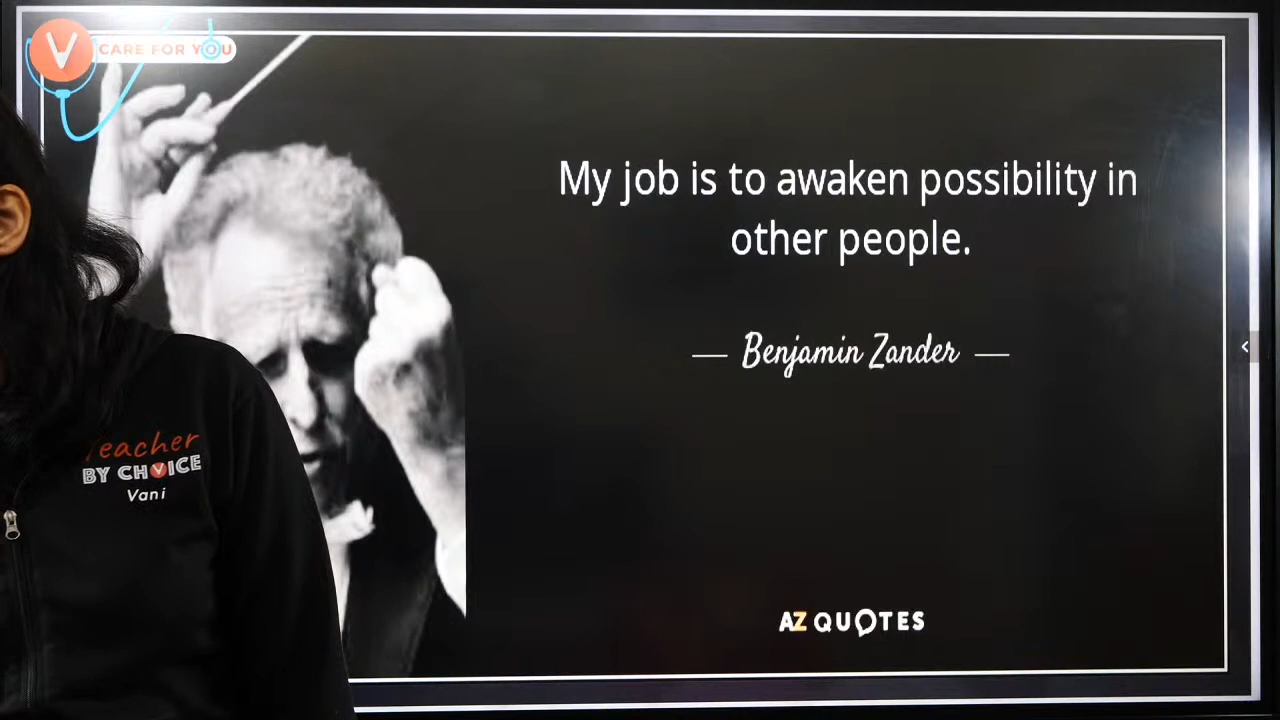 V
CARE FOR YOU
My job is to awaken possibility in
other people.
— Benjamin Zander —
AZ QUOTES
Teacher
BY CHOICE
Vani